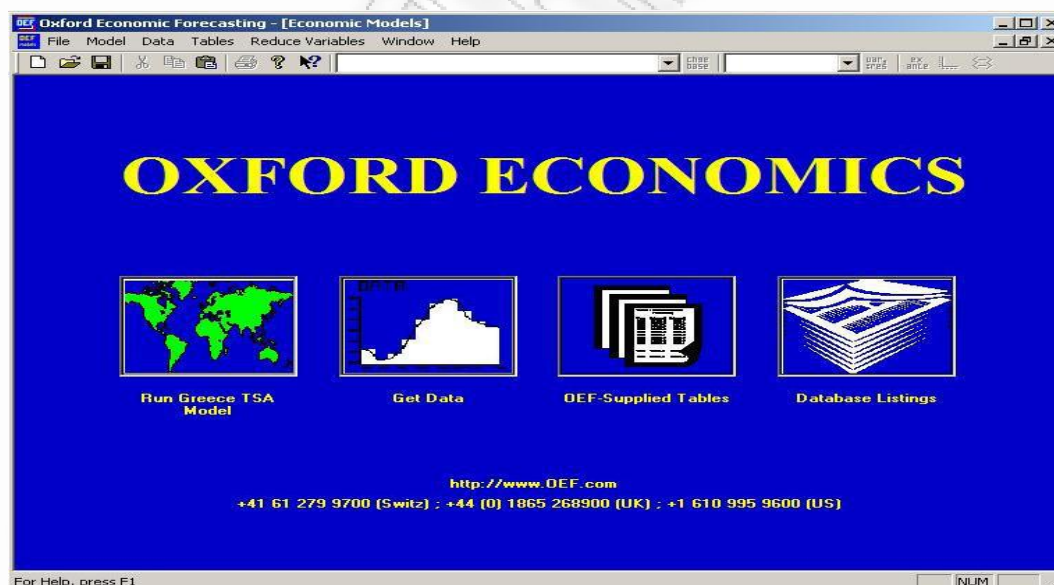 Oxford Economic Forecasting - [Economic Models]
File Model Data Tables Reduce Variables Window Help
OXFORD ECONOMICS
DATA
Run Greece TSA
Model
Get Data
OEF-Supplied Tables
Database Listings
http://www.OEF.com
+41 61 279 9700 (Switz) ; +44 (0) 1865 268900 (UK) ; +1 610 995 9600 (US)
For Help, press F1
NUM